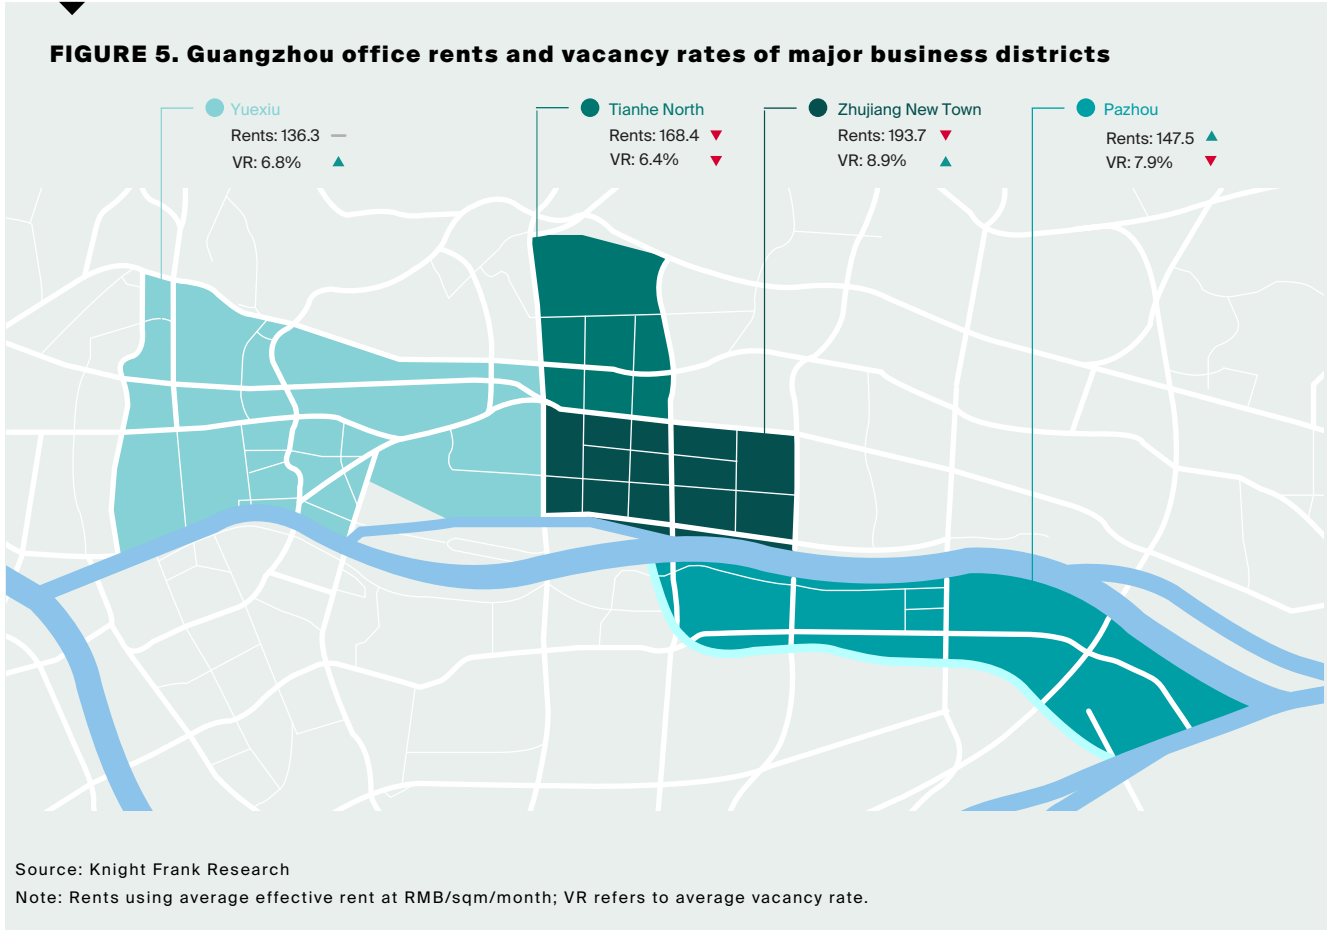 FIGURE 5. Guangzhou office rents and vacancy rates of major business districts
Yuexiu
Rents: 136.3
VR: 6.8%
Tianhe North
Rents: 168.4
VR: 6.4%
Zhujiang New Town
Rents: 193.7
VR: 8.9%
Pazhou
Rents: 147.5
VR: 7.9%
Source: Knight Frank Research
Note: Rents using average effective rent at RMB/sqm/month; VR refers to average vacancy rate.